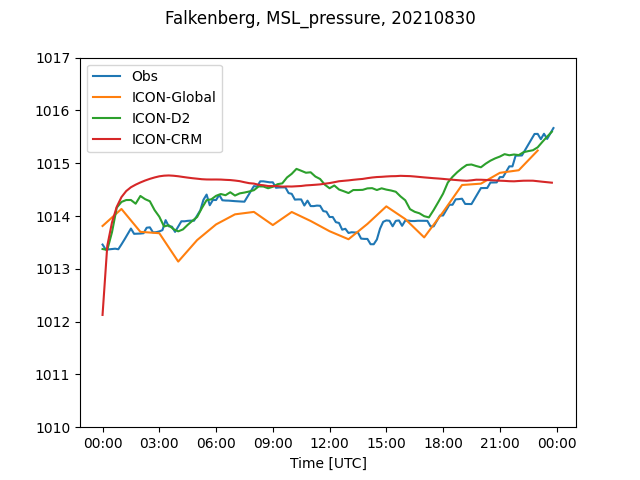 Falkenberg, MSL_pressure, 20210830
1017
1016
1015
1014
1013
1012
1011
1010
Obs
ICON-Global
ICON-D2
ICON-CRM
00:00 03:00 06:00 09:00 12:00 15:00 18:00 21:00 00:00
Time [UTC]